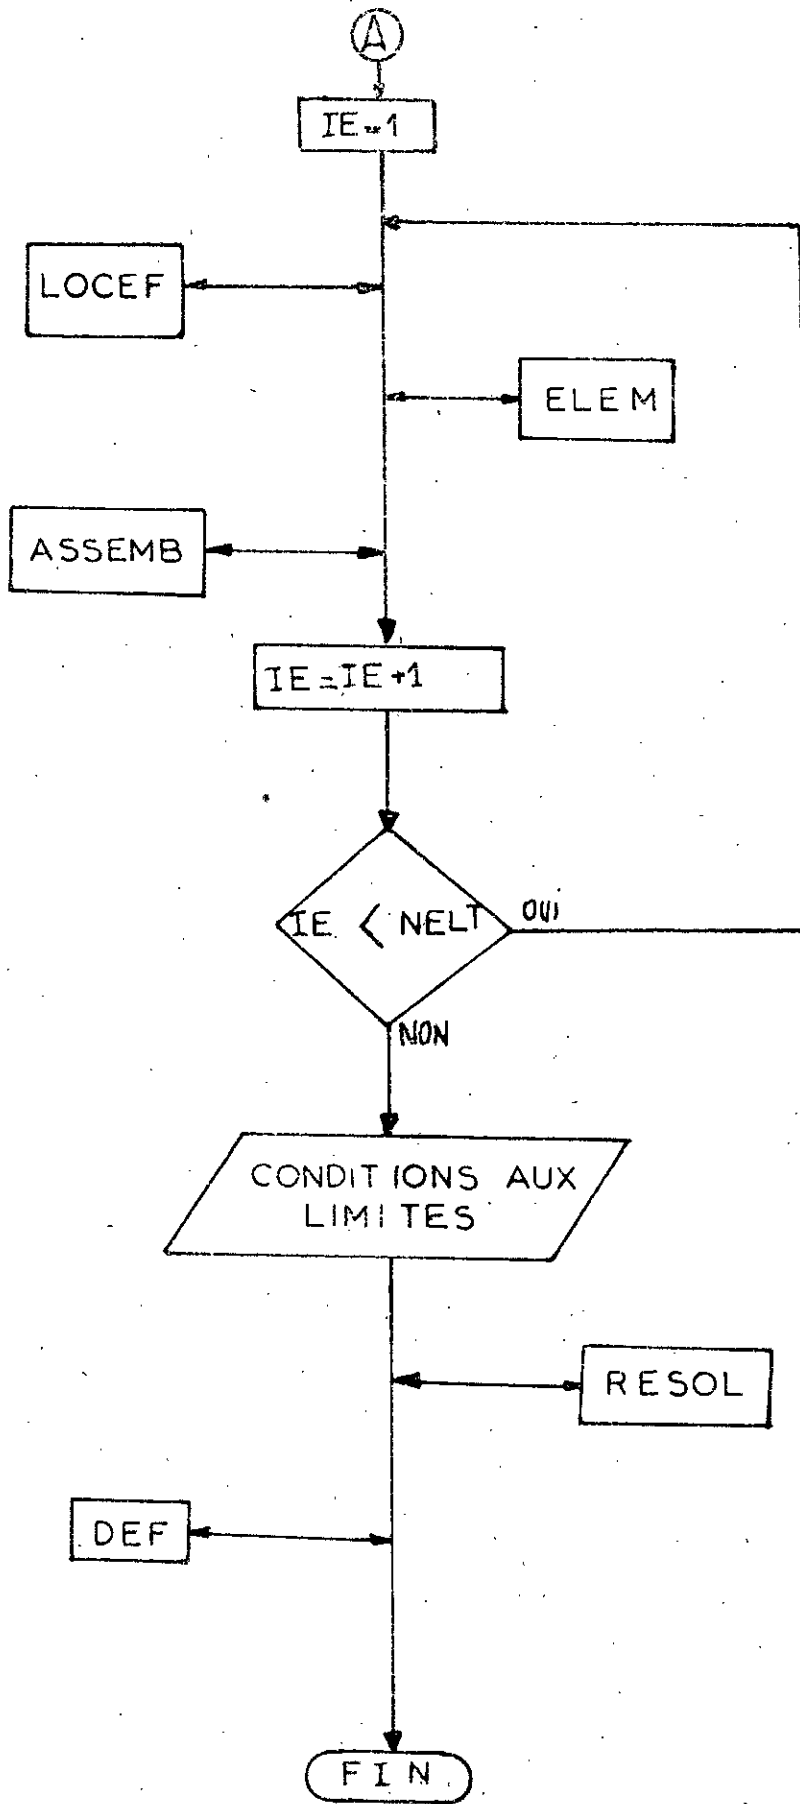 A
IE=1
LOCEF
ELEM
ASSEMB
IE=IE+1
IE < NELT
OUI
NON
CONDITIONS AUX
LIMITES
RESOL
DEF
FIN